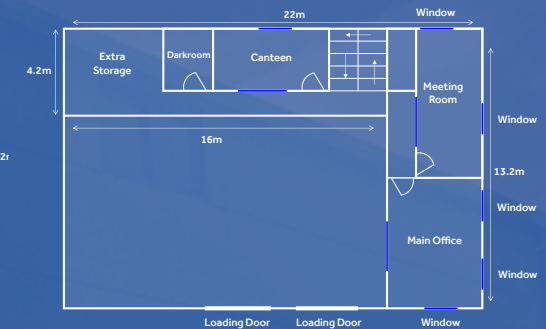 22m
Window
Extra
Storage
Darkroom
Canteen
4.2m
Meeting
Room
Window
16m
13.2m
Window
Main Office
Window
Loading Door
Loading Door
Window